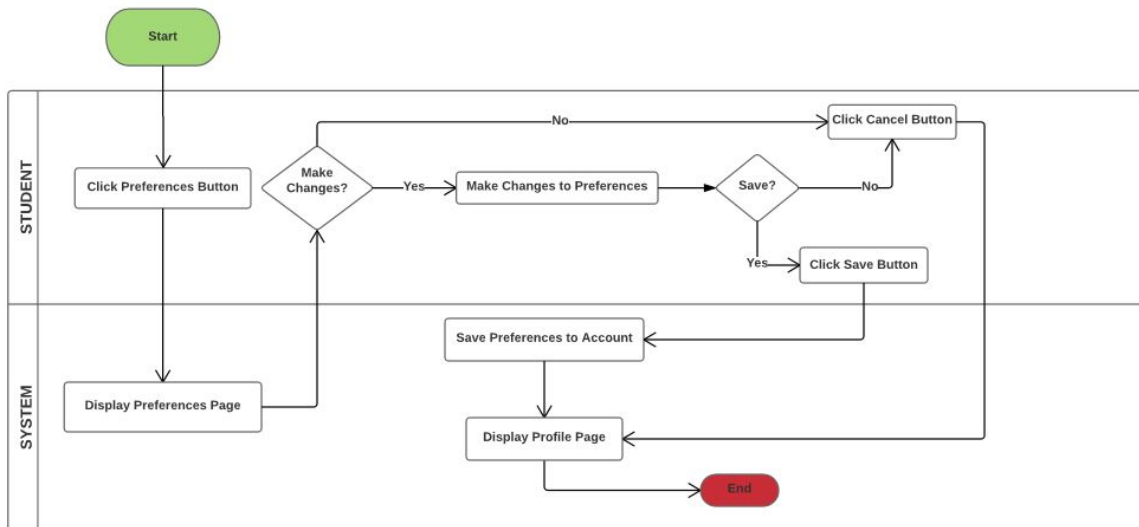 Start
STUDENT
Click Preferences Button
Make
Changes?
No
Click Cancel Button
Yes
Make Changes to Preferences
Save?
No
Yes
Click Save Button
SYSTEM
Display Preferences Page
Save Preferences to Account
Display Profile Page
End